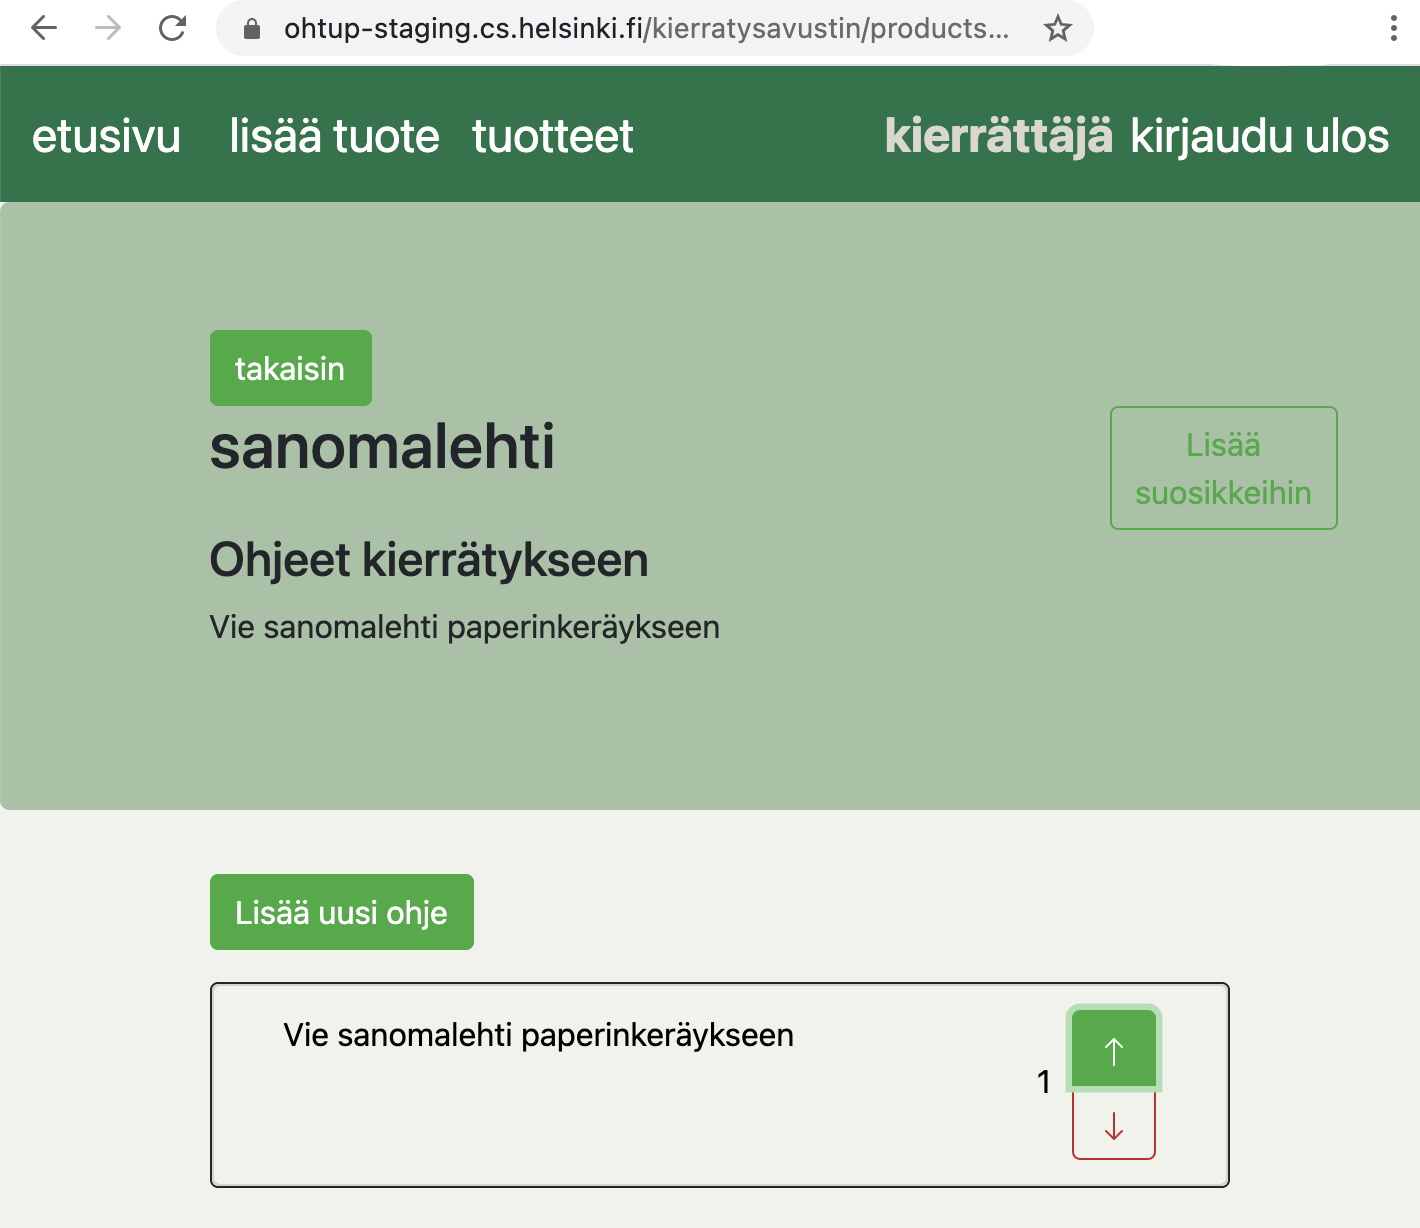 ohtup-staging.cs.helsinki.fi/kierratysavustin/products...
etusivu lisää tuote tuotteet kierrättäjä kirjaudu ulos
takaisin
sanomalehti
Lisää
suosikkeihin
Ohjeet kierrätykseen
Vie sanomalehti paperinkeräykseen
Lisää uusi ohje
Vie sanomalehti paperinkeräykseen
1
↑
↓